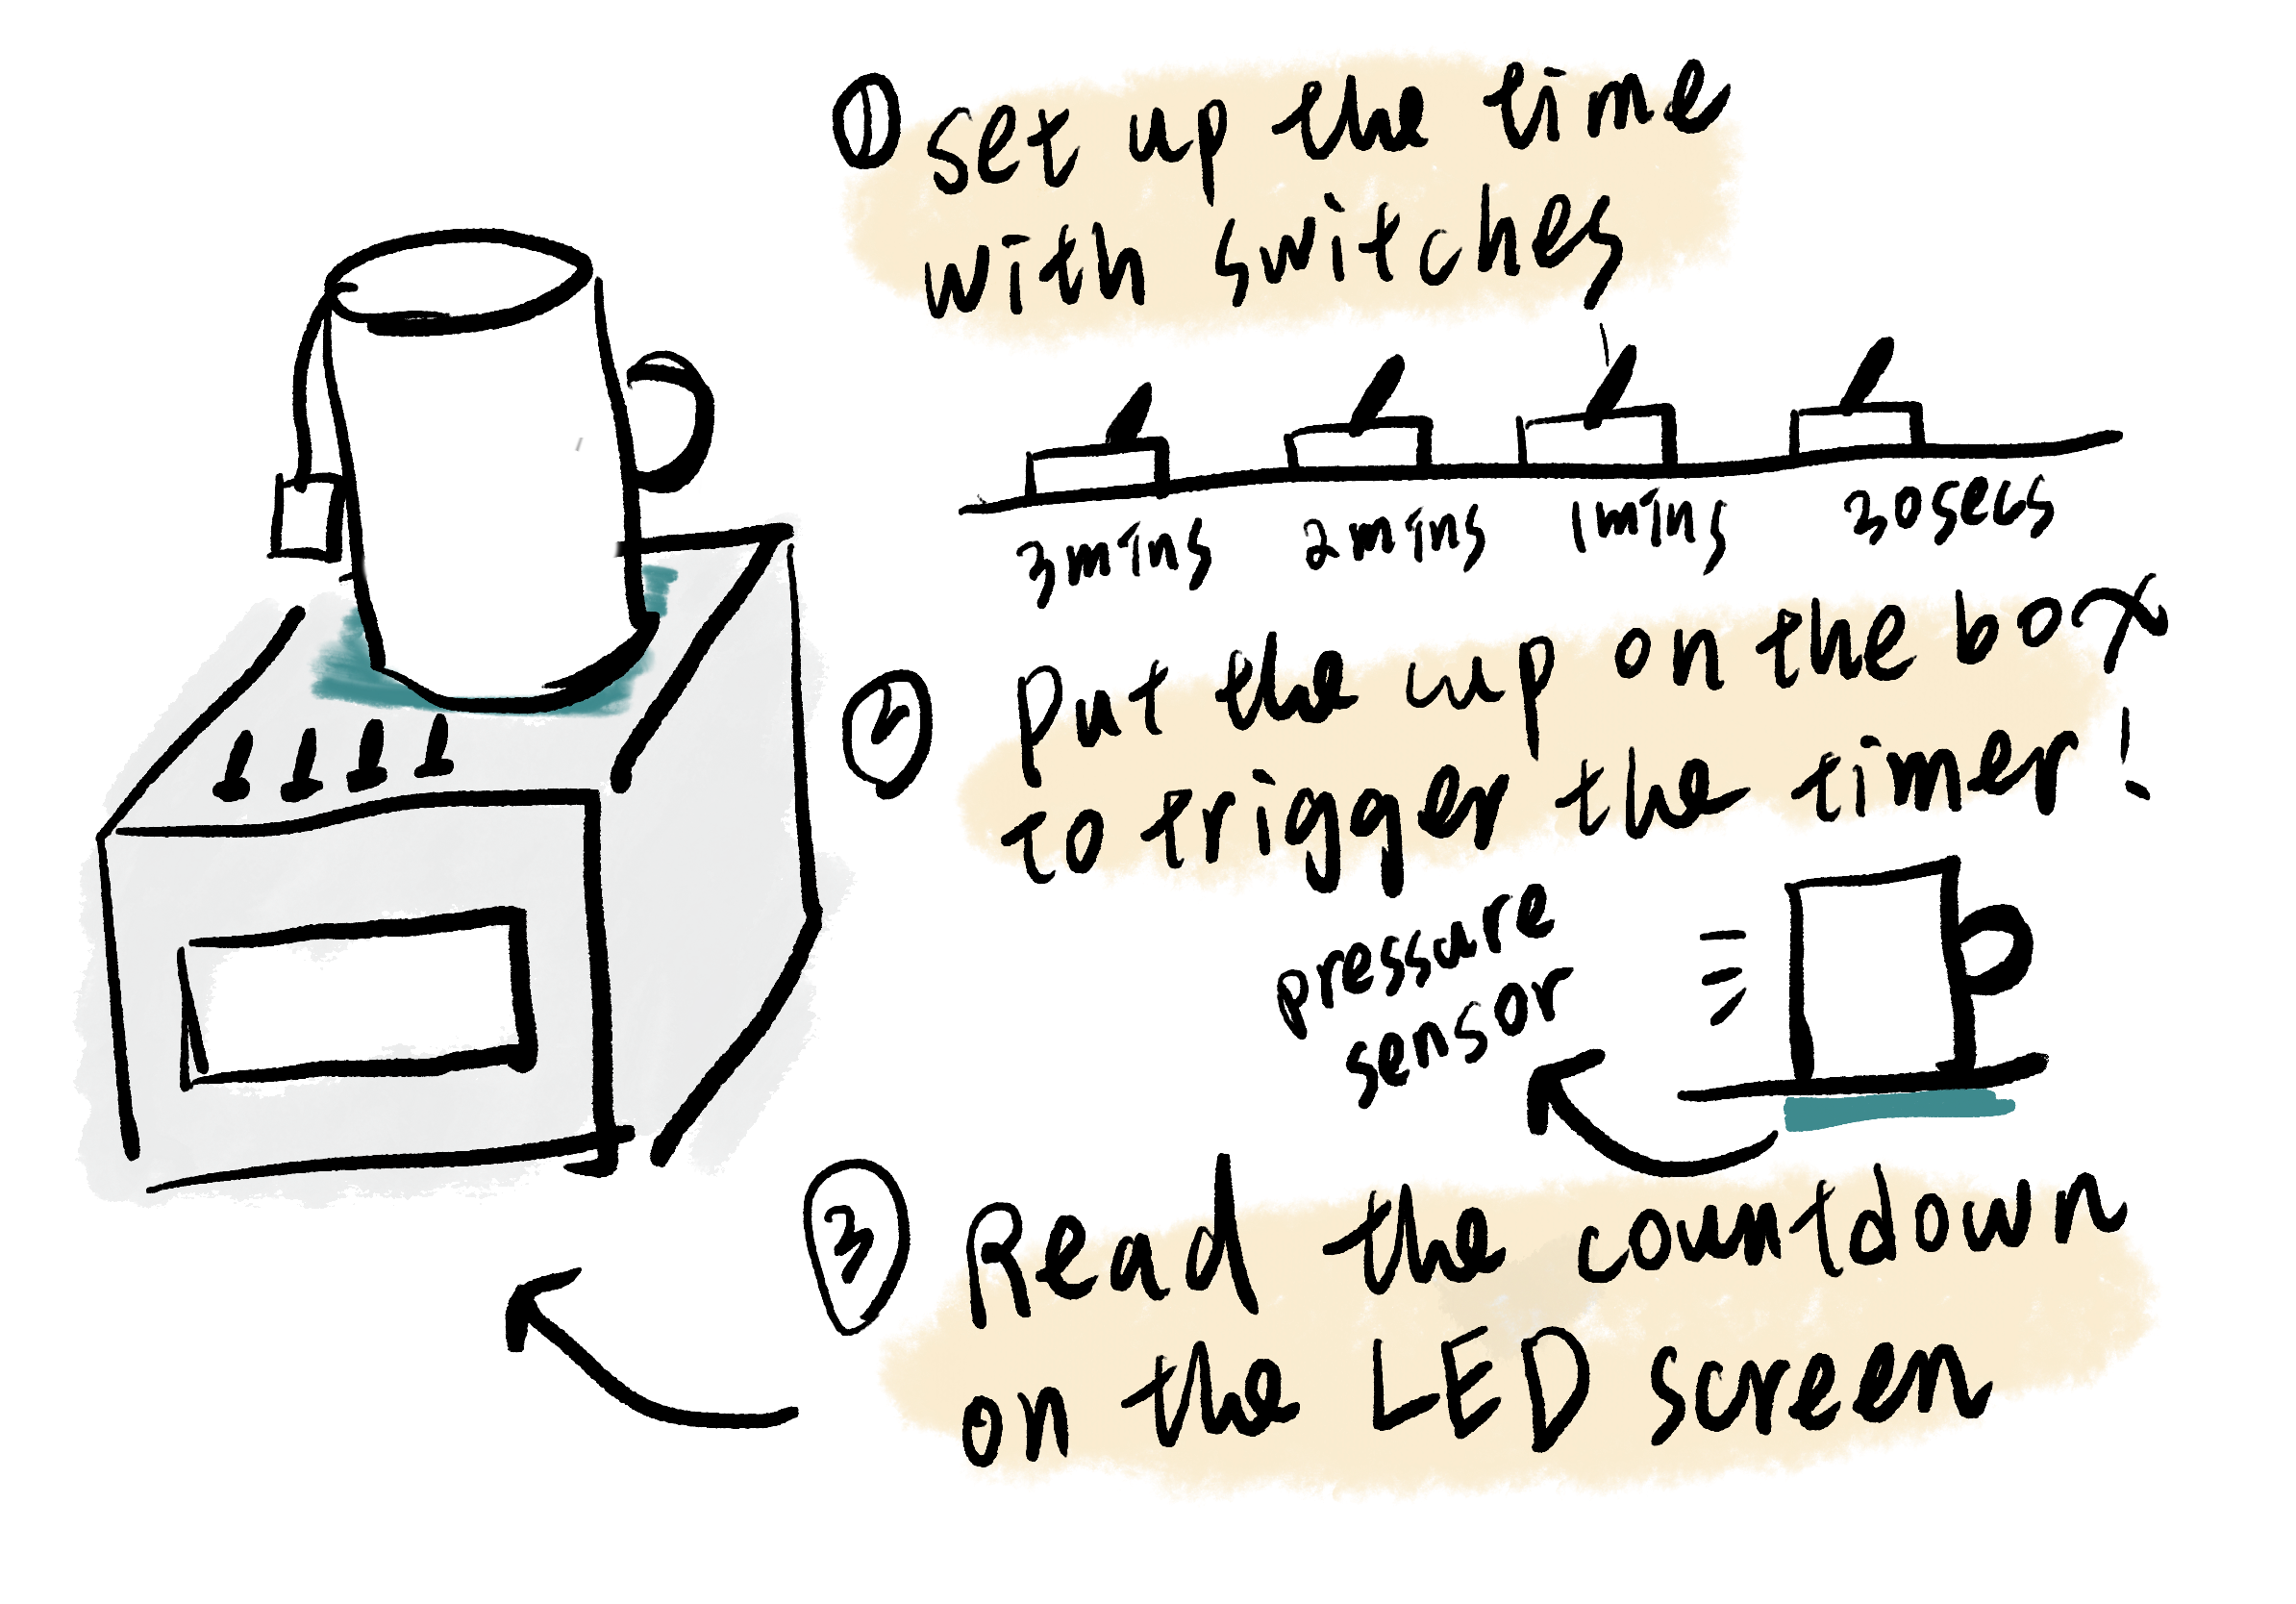 ① Set up the time
with switches
3mins 2mins 1mins 30secs
② Put the cup on the box
to trigger the timer!
pressure
sensor
③ Read the countdown
on the LED screen